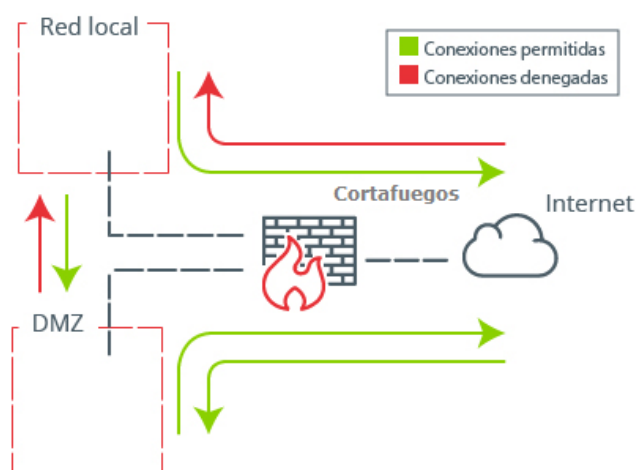 Red local
Conexiones permitidas
Conexiones denegadas
Cortafuegos
Internet
DMZ